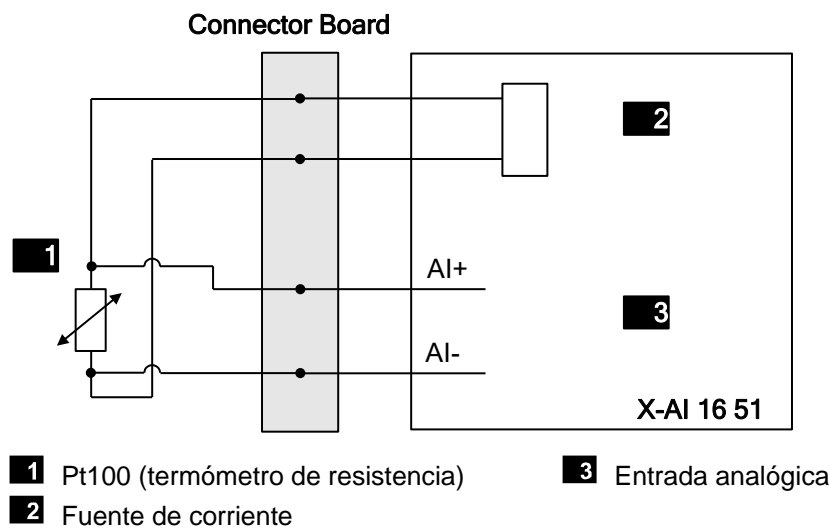 Connector Board
2
1
AI+
3
AI-
X-AI 16 51
1 Pt100 (termómetro de resistencia)
3 Entrada analógica
2 Fuente de corriente